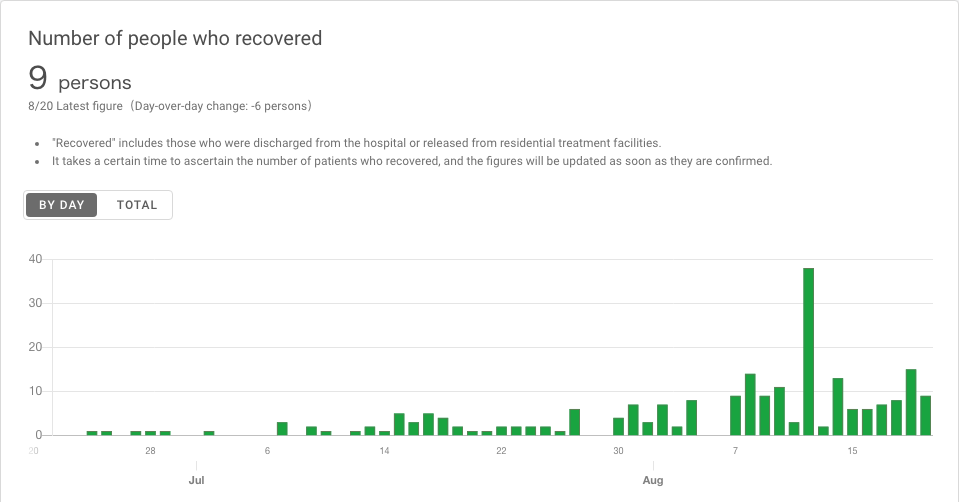 Number of people who recovered
9 persons
8/20 Latest figure（Day-over-day change: -6 persons）
• "Recovered" includes those who were discharged from the hospital or released from residential treatment facilities.
• It takes a certain time to ascertain the number of patients who recovered, and the figures will be updated as soon as they are confirmed.
BY DAY TOTAL
40
30
20
10
0
20 28 6 14 22 30 7 15
Jul Aug